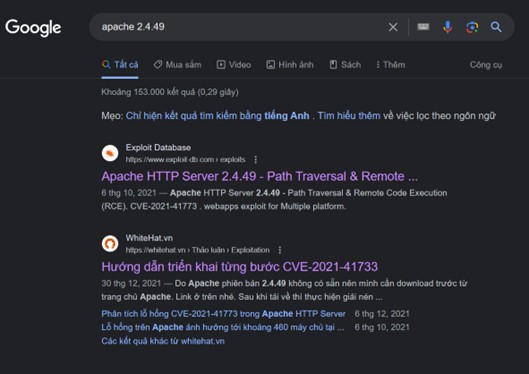 Google
apache 2.4.49
Tất cả Mua sắm Video Hình ảnh Sách Thêm Công cụ
Khoảng 153.000 kết quả (0,29 giây)
Mẹo: Chỉ hiện kết quả tìm kiếm bằng tiếng Anh . Tìm hiểu thêm về việc lọc theo ngôn ngữ
Exploit Database
https://www.exploit-db.com › exploits
Apache HTTP Server 2.4.49 - Path Traversal & Remote ...
6 thg 10, 2021 — Apache HTTP Server 2.4.49 - Path Traversal & Remote Code Execution
(RCE). CVE-2021-41773 . webapps exploit for Multiple platform.
WhiteHat.vn
https://whitehat.vn › Thảo luận › Exploitation
Hướng dẫn triển khai từng bước CVE-2021-41733
30 thg 12, 2021 — Do Apache phiên bản 2.4.49 không có sẵn nên mình cần download trước từ
trang chủ Apache. Link ở trên nhé. Sau khi tải về thì thực hiện giải nén ...
Phân tích lỗ hổng CVE-2021-41773 trong Apache HTTP Server 6 thg 12, 2021
Lỗ hổng trên Apache ảnh hưởng tới khoảng 460 máy chủ tại ... 6 thg 10, 2021
Các kết quả khác từ whitehat.vn